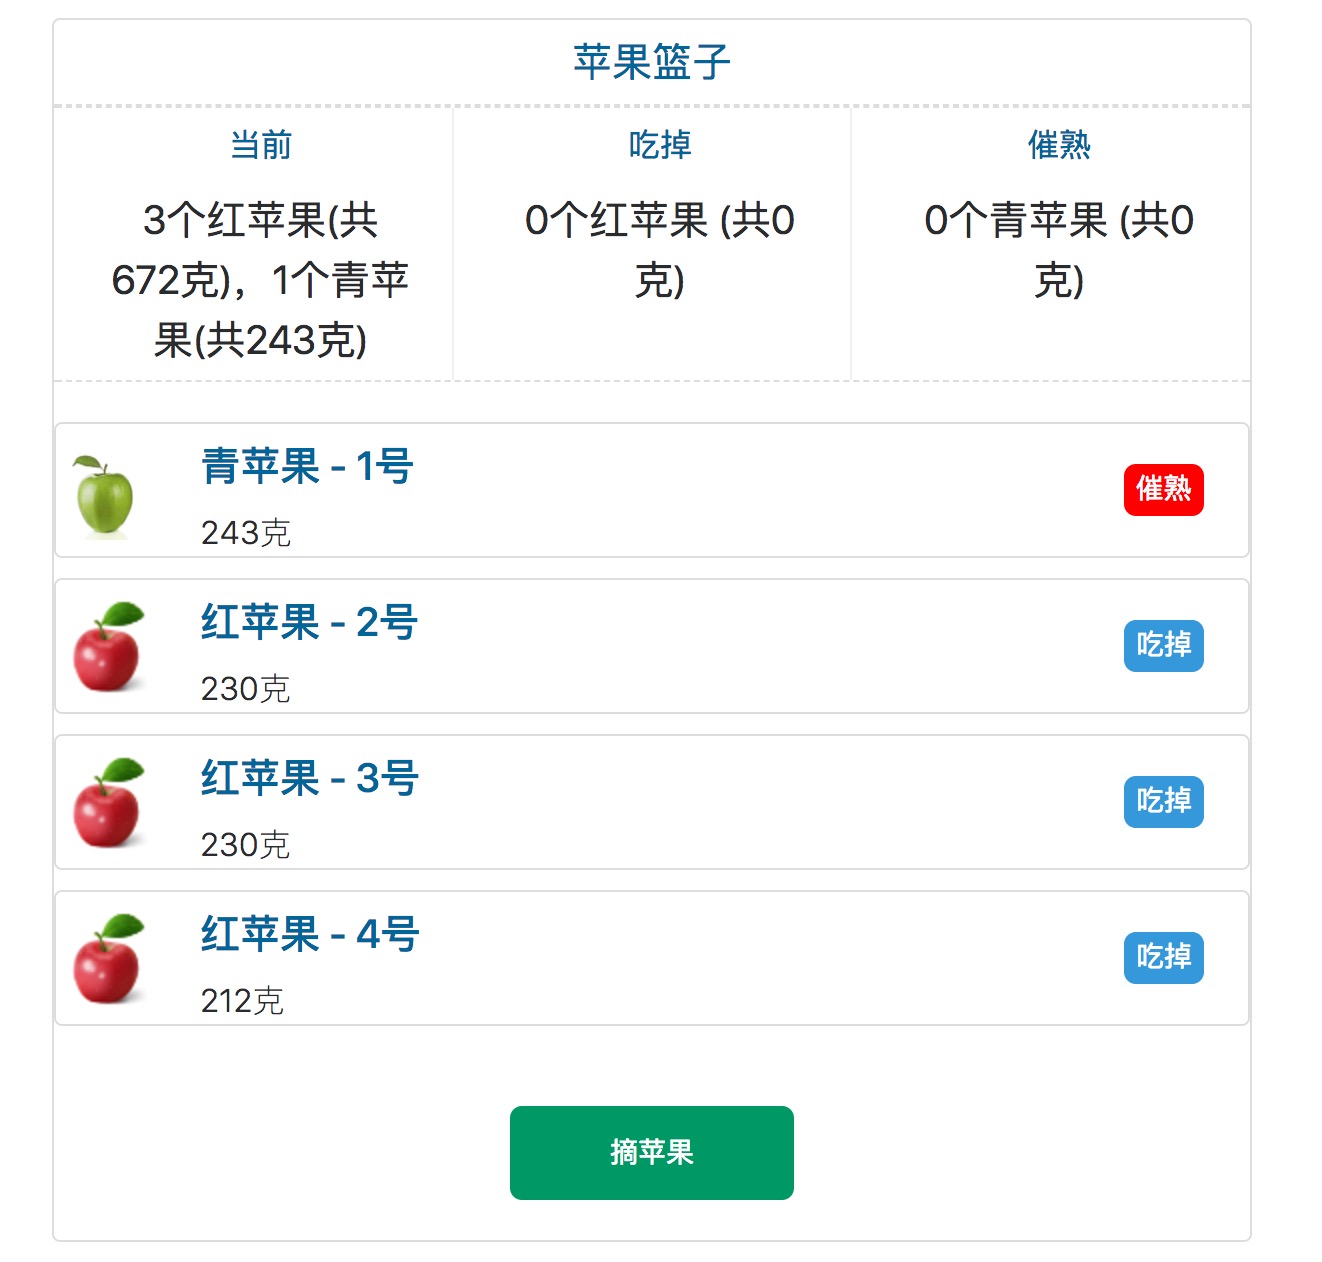 苹果篮子
当前
吃掉
催熟
3个红苹果(共
672克)，1个青苹
果(共243克)
0个红苹果 (共0
克)
0个青苹果 (共0
克)
青苹果 - 1号
243克
催熟
红苹果 - 2号
230克
吃掉
红苹果 - 3号
230克
吃掉
红苹果 - 4号
212克
吃掉
摘苹果